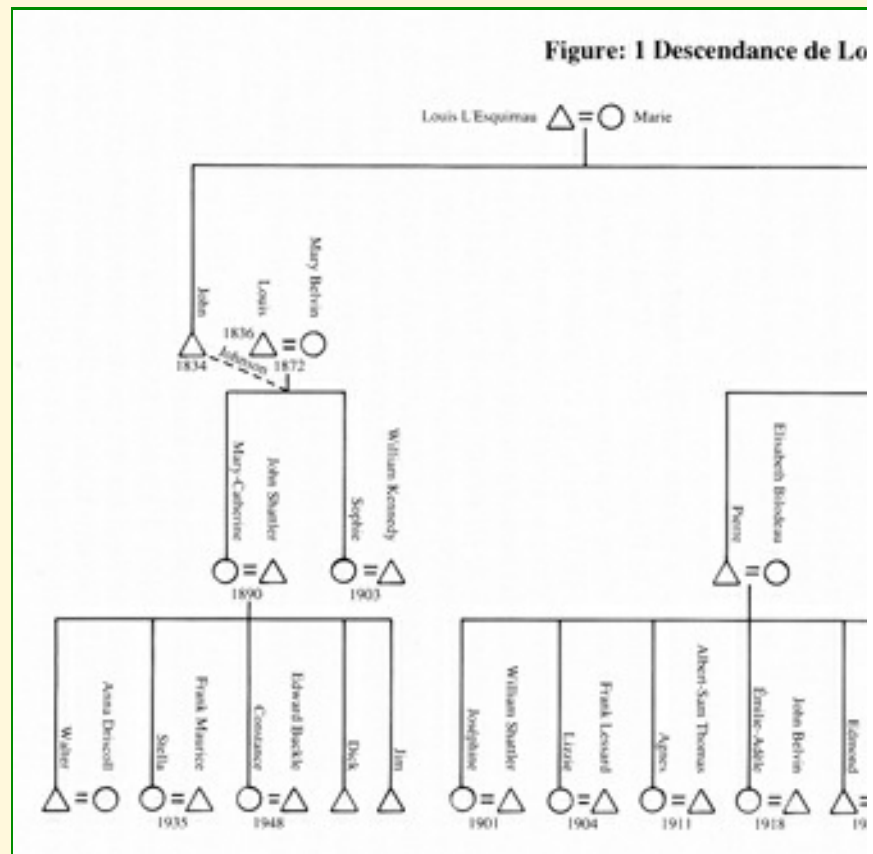 Figure: 1 Descendance de Lo
Louis L'Esquimau = Marie
John
Louis
Mary Belvin
1834
1836
=
1872
Johnson
Mary-Catherine
John Shattler
Sophie
William Kennedy
=
1890
=
1903
Pierre
Elisabeth Bilodeau
=
Walter
Anna Driscoll
Stella
Frank Maurice
Constance
Edward Buckle
Dick
Jim
=
=
1935
=
1948
Joséphine
William Shattler
Lizzie
Frank Lessard
Agnes
Albert-Sam Thomas
Émilie-Adèle
John Belvin
Edmond
=
1901
=
1904
=
1911
=
1918
=
19